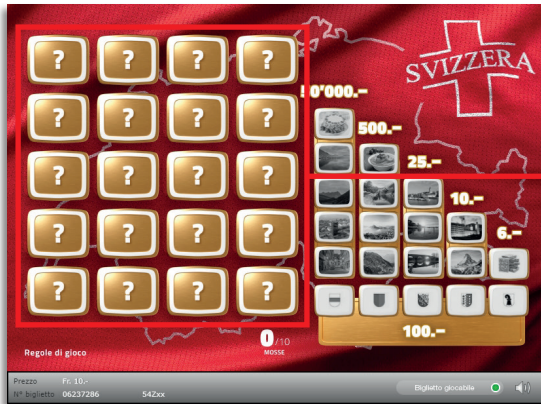 SVIZZERA
? ? ? ?
50'000.-
? ? ? ?
500.-
? ? ? ?
25.-
10.-
? ? ? ?
6.-
? ? ? ?
100.-
0/10
MOSSE
Regole di gioco
Prezzo Fr. 10.-
N° biglietto 06237286 542xx
Biglietto giocabile